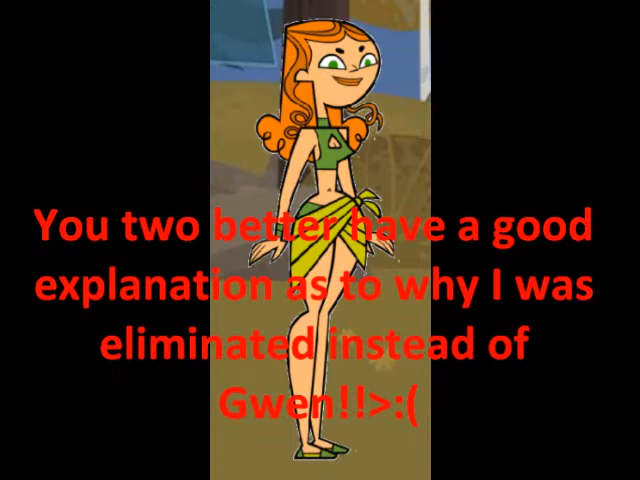 You two better have a good
explanation as to why I was
eliminated instead of
Gwen!!>:(